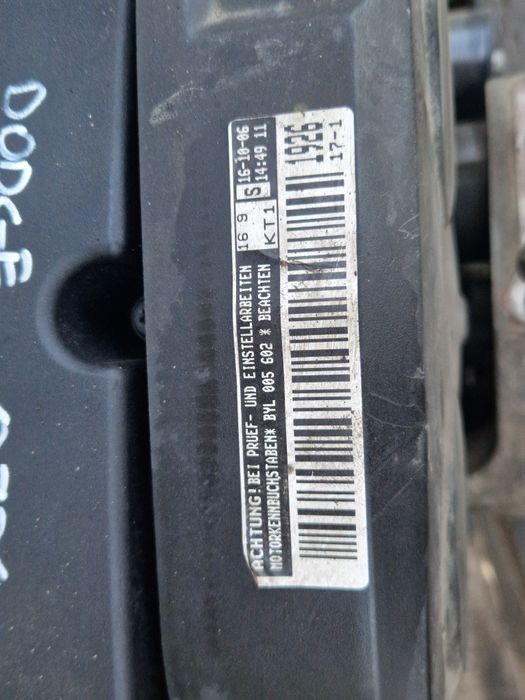 ACHTUNG! BEI PRUEF- UND EINSTELLARBEITEN
MOTORKENNBUCHSTABEN* BYL 005 602 * BEACHTEN
16 9
KT1
S
16-10-06
14:49 11
1926
17-1
DODGE